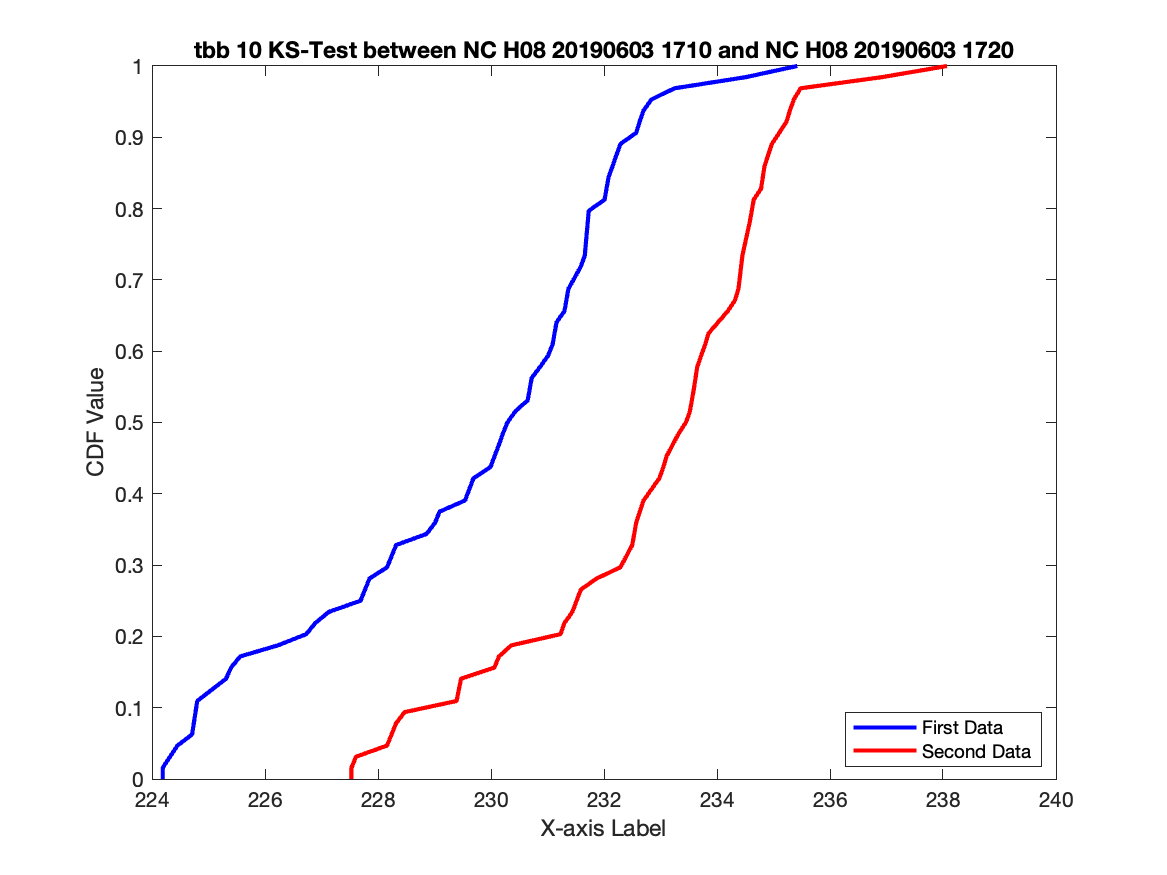 tbb 10 KS-Test between NC H08 20190603 1710 and NC H08 20190603 1720
1
0.9
0.8
0.7
0.6
0.5
0.4
0.3
0.2
0.1
0
CDF Value
First Data
Second Data
224 226 228 230 232 234 236 238 240
X-axis Label